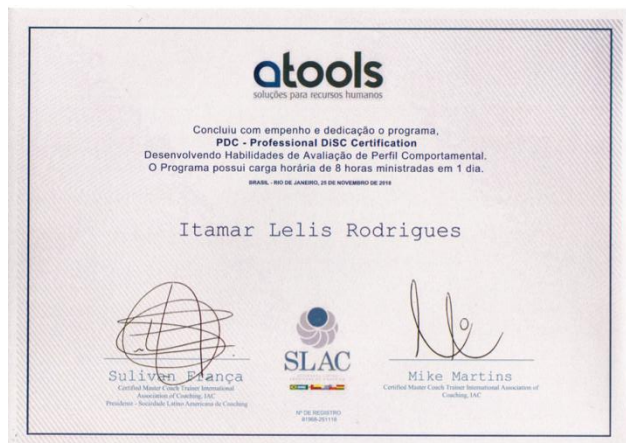 atools
soluções para recursos humanos
Concluiu com empenho e dedicação o programa,
PDC - Professional DiSC Certification
Desenvolvendo Habilidades de Avaliação de Perfil Comportamental.
O Programa possui carga horária de 8 horas ministradas em 1 dia.
BRASIL - RIO DE JANEIRO, 25 DE NOVEMBRO DE 2018
Itamar Lelis Rodrigues
SLAC
Sulivan França
Certified Master Coach Trainer International
Association of Coaching, IAC
Presidente - Sociedade Latino Americana de Coaching
Mike Martins
Certified Master Coach Trainer International Association of
Coaching, IAC
Nº DE REGISTRO